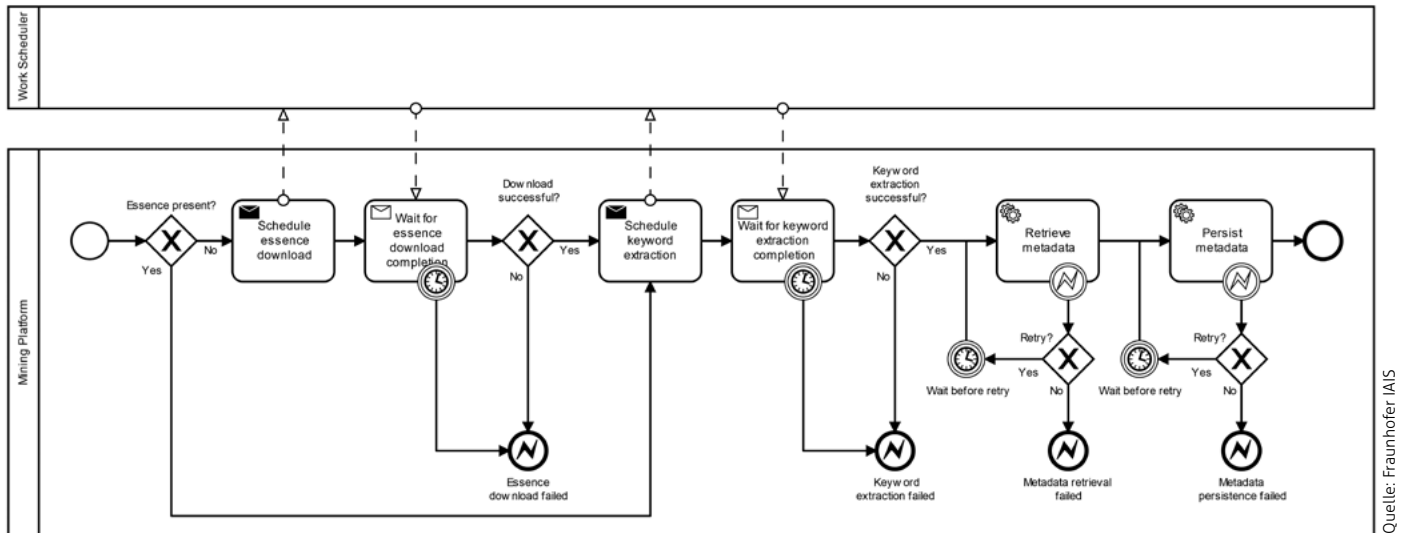 Work Scheduler
Mining Platform
Essence present?
No
Yes
Schedule
essence
download
Wait for
essence
download
completion
Download
successful?
Yes
No
Schedule
keyword
extraction
Wait for keyword
extraction
completion
Keyword
extraction
successful?
Yes
No
Retrieve
metadata
Retry?
Yes
No
Wait before retry
Persist
metadata
Retry?
Yes
No
Wait before retry
Essence
download failed
Keyword
extraction failed
Metadata retrieval
failed
Metadata
persistence failed
Quelle: Fraunhofer IAIS